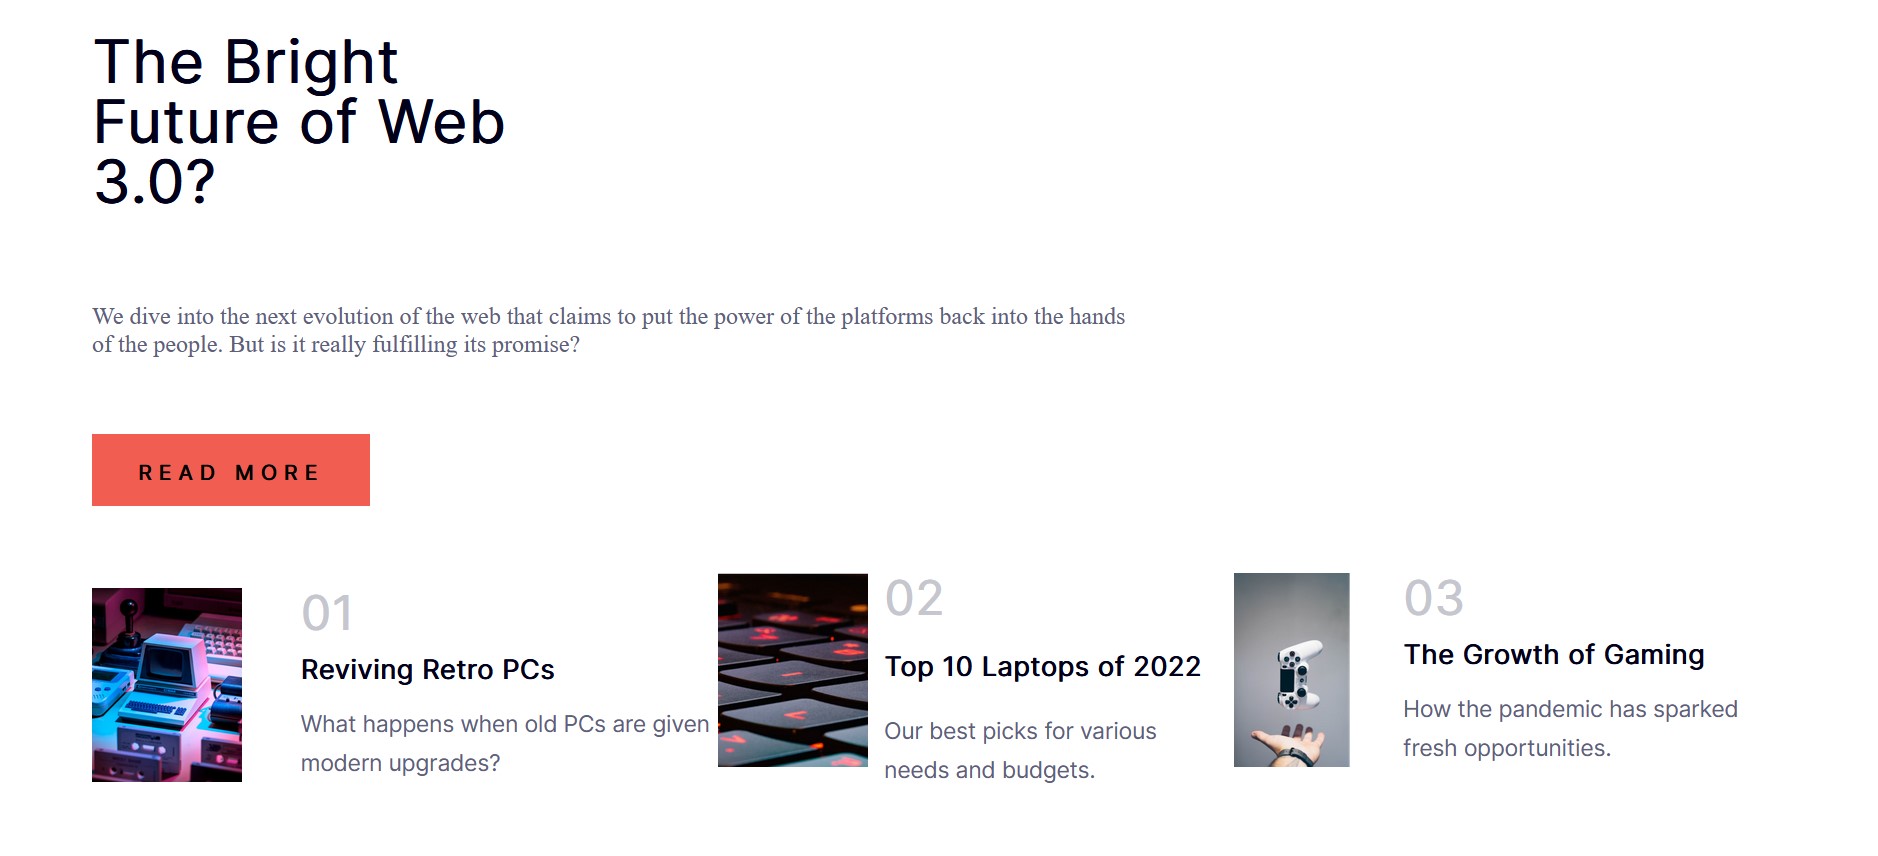 The Bright
Future of Web
3.0?
We dive into the next evolution of the web that claims to put the power of the platforms back into the hands
of the people. But is it really fulfilling its promise?
READ MORE
01
Reviving Retro PCs
What happens when old PCs are given
modern upgrades?
02
Top 10 Laptops of 2022
Our best picks for various
needs and budgets.
03
The Growth of Gaming
How the pandemic has sparked
fresh opportunities.